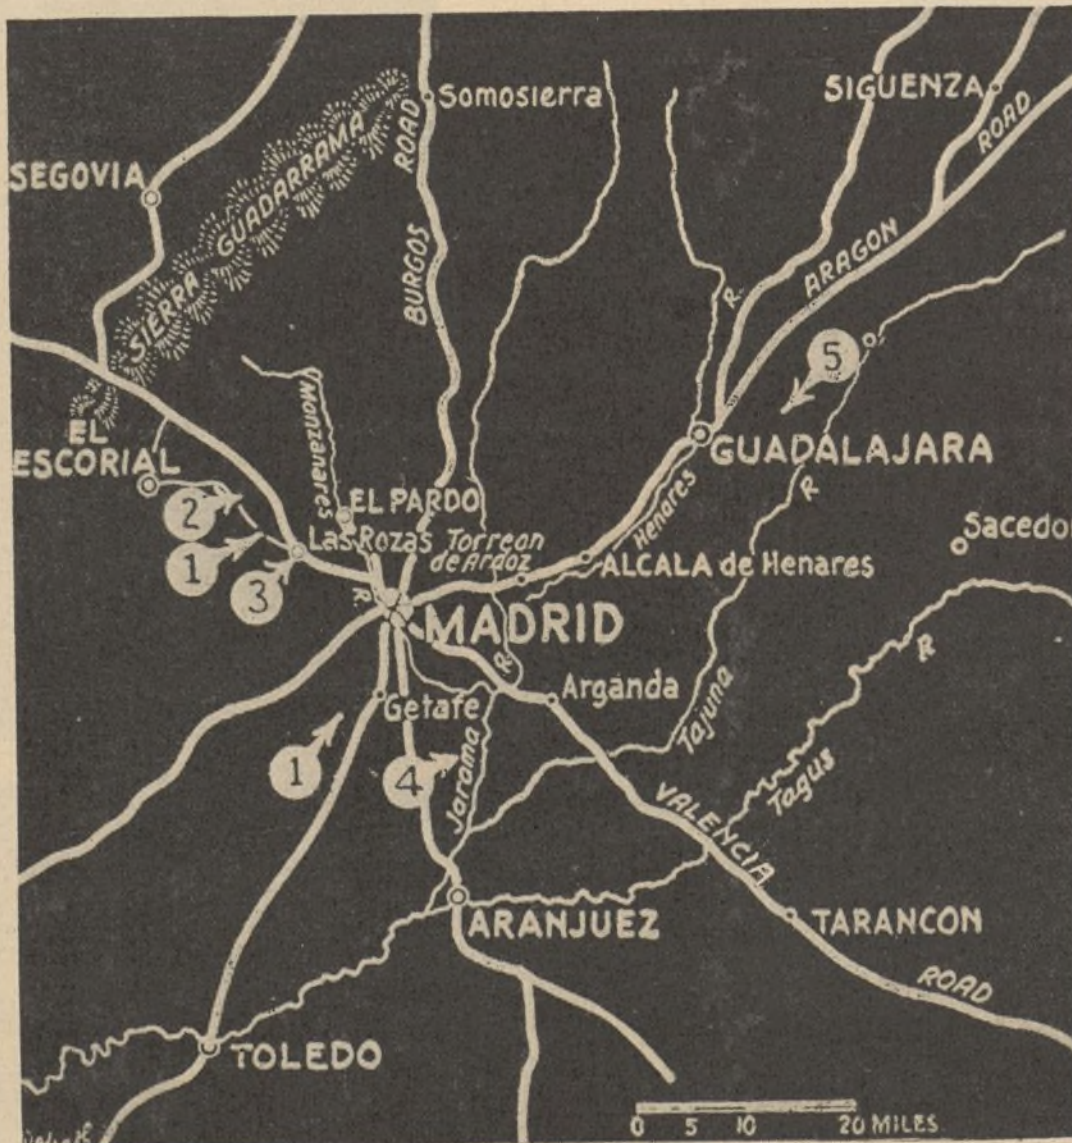 Somosierra
SIGUENZA
ROAD
SEGOVIA
SIERRA GUADARRAMA
BURGOS ROAD
ARAGON
R.
5
EL
ESCORIAL
Manzanares
GUADALAJARA
2
EL PARDO
Henares
R
Sacedo
1
Las Rozas
Torrean
de Ardoz
ALCALA de Henares
3
R.
MADRID
R
R.
Arganda
Getafe
Tajuna
1
4
Jarama
VALENCIA
Tagus
ARANJUEZ
TARANCON
ROAD
TOLEDO
0 5 10 20 MILES